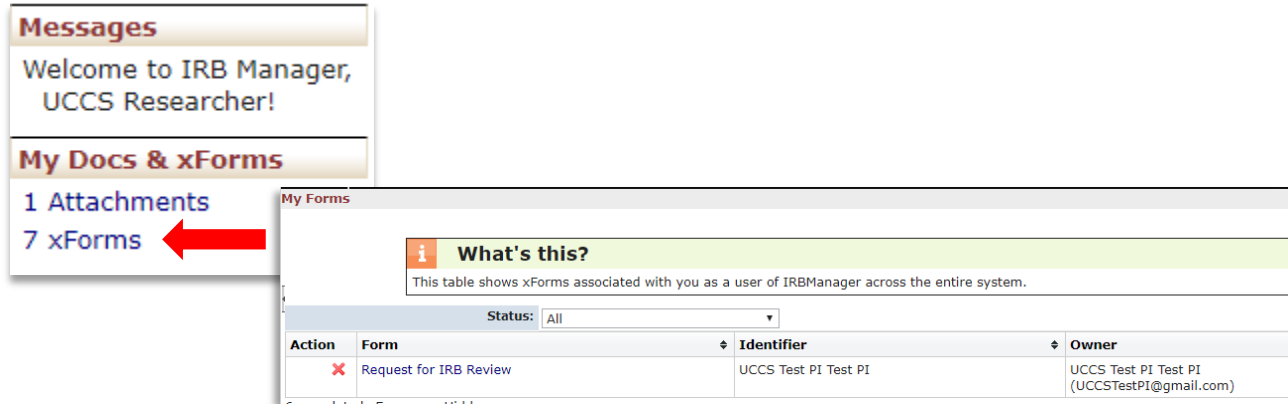 Messages
Welcome to IRB Manager,
UCCS Researcher!
My Docs & xForms
1 Attachments
7 xForms
My Forms
i What's this?
This table shows xForms associated with you as a user of IRBManager across the entire system.
Status: All
Action Form Identifier Owner
Request for IRB Review UCCS Test PI Test PI UCCS Test PI Test PI
(UCCSTestPI@gmail.com)